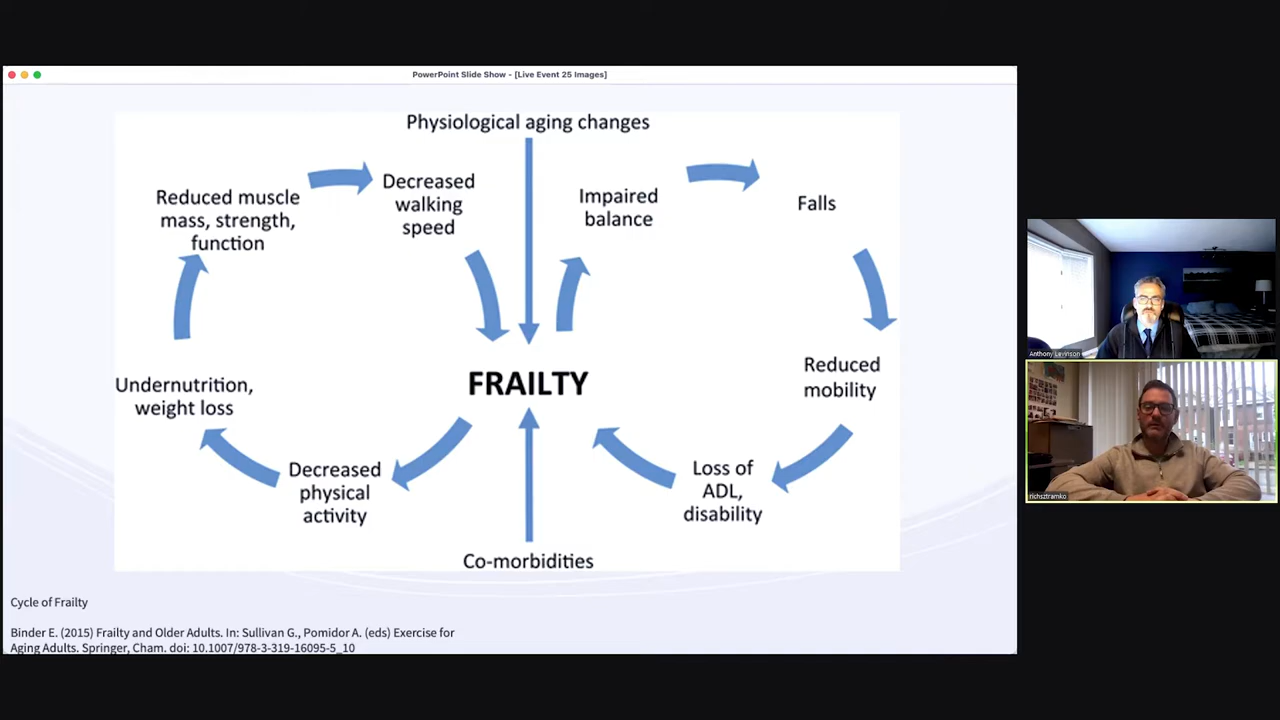 PowerPoint Slide Show - [Live Event 25 Images]
Physiological aging changes
Reduced muscle
mass, strength,
function
Decreased
walking
speed
Impaired
balance
Falls
Undernutrition,
weight loss
FRAILTY
Reduced
mobility
Decreased
physical
activity
Loss of
ADL,
disability
Co-morbidities
Cycle of Frailty
Binder E. (2015) Frailty and Older Adults. In: Sullivan G., Pomidor A. (eds) Exercise for
Aging Adults. Springer, Cham. doi: 10.1007/978-3-319-16095-5_10
Anthony Levinson
richsztramko